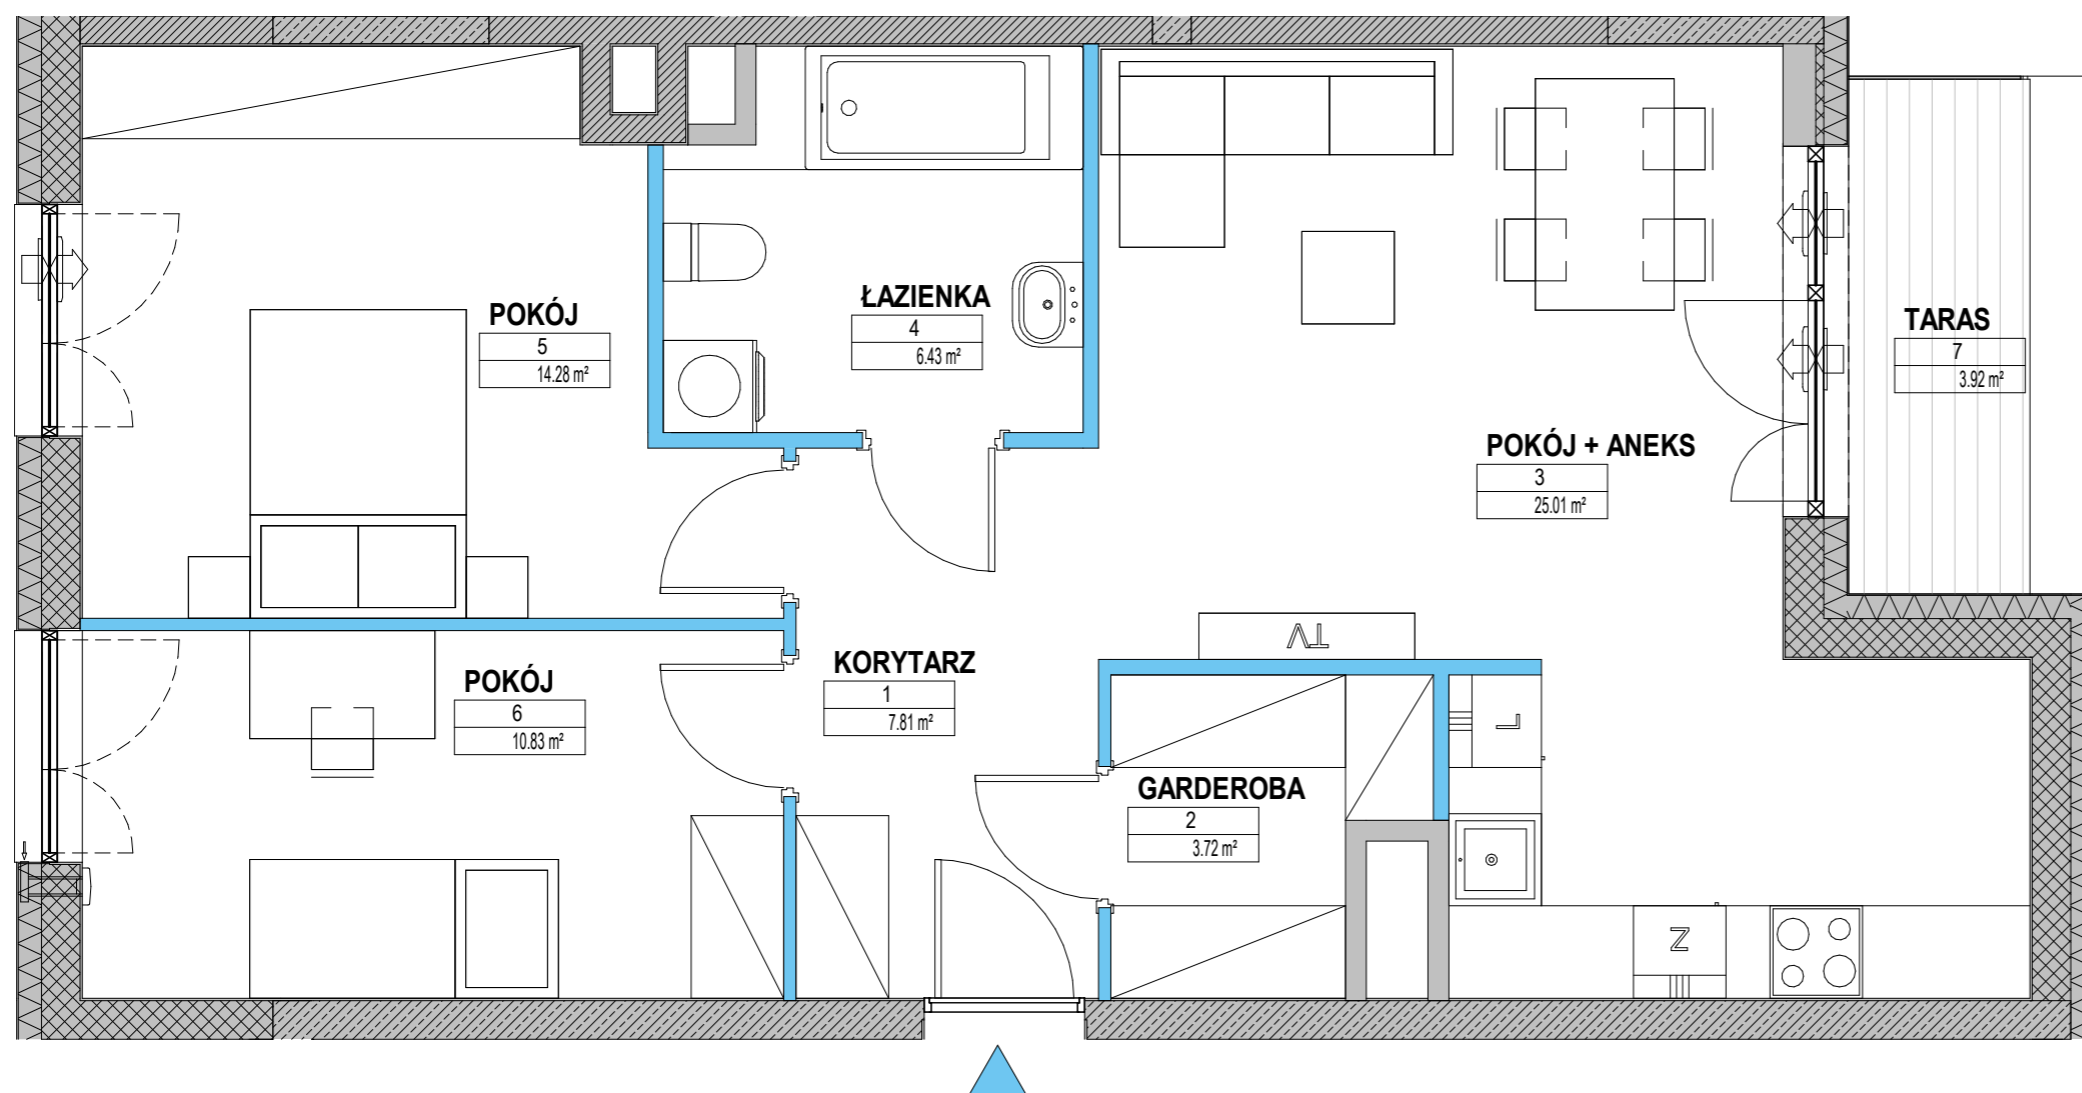 POKÓJ
5
14.28 m²
ŁAZIENKA
4
6.43 m²
TARAS
7
3.92 m²
POKÓJ + ANEKS
3
25.01 m²
TV
KORYTARZ
1
7.81 m²
POKÓJ
6
10.83 m²
L
GARDEROBA
2
3.72 m²
Z